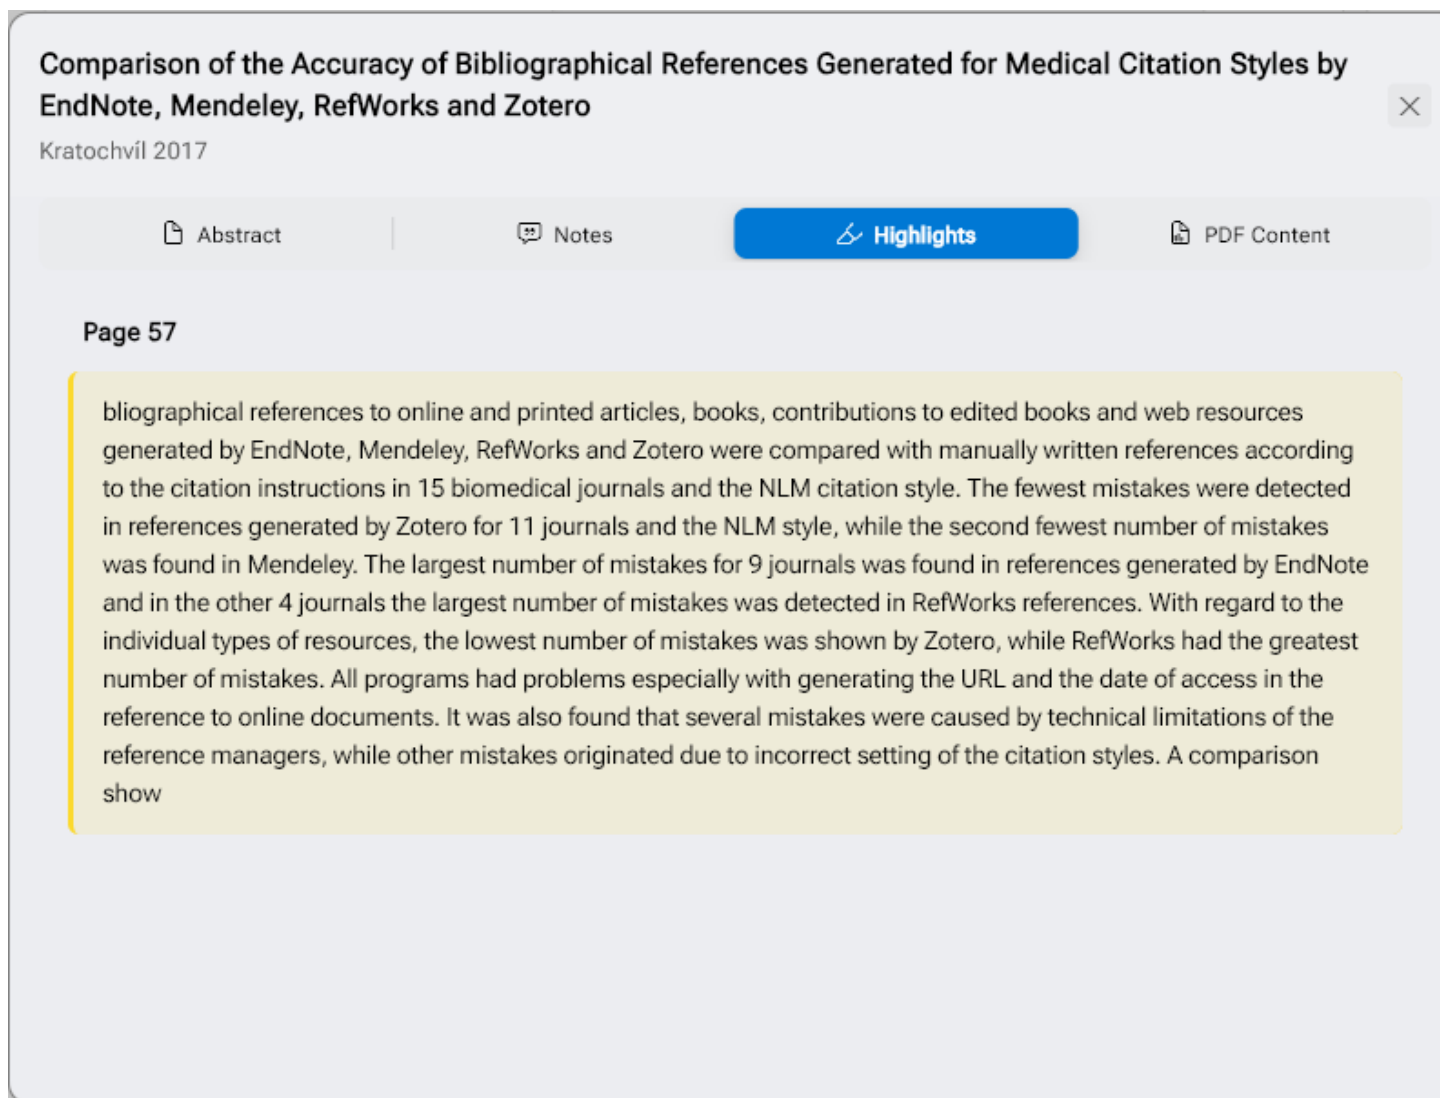 Comparison of the Accuracy of Bibliographical References Generated for Medical Citation Styles by
EndNote, Mendeley, RefWorks and Zotero
Kratochvíl 2017
Abstract
Notes
Highlights
PDF Content
Page 57
bliographical references to online and printed articles, books, contributions to edited books and web resources
generated by EndNote, Mendeley, RefWorks and Zotero were compared with manually written references according
to the citation instructions in 15 biomedical journals and the NLM citation style. The fewest mistakes were detected
in references generated by Zotero for 11 journals and the NLM style, while the second fewest number of mistakes
was found in Mendeley. The largest number of mistakes for 9 journals was found in references generated by EndNote
and in the other 4 journals the largest number of mistakes was detected in RefWorks references. With regard to the
individual types of resources, the lowest number of mistakes was shown by Zotero, while RefWorks had the greatest
number of mistakes. All programs had problems especially with generating the URL and the date of access in the
reference to online documents. It was also found that several mistakes were caused by technical limitations of the
reference managers, while other mistakes originated due to incorrect setting of the citation styles. A comparison
show